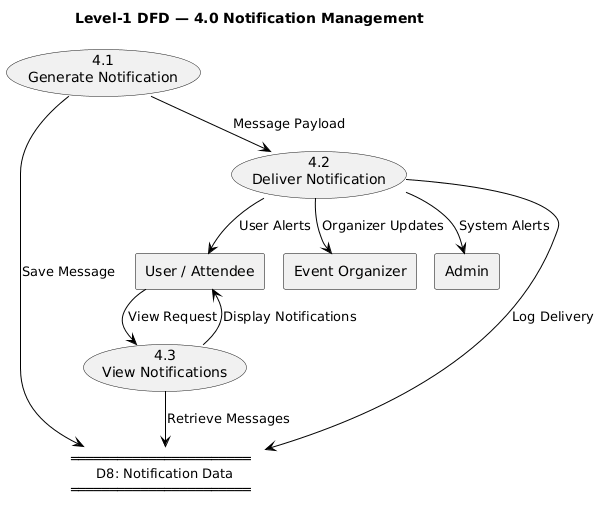 Level-1 DFD — 4.0 Notification Management
4.1
Generate Notification
Message Payload
4.2
Deliver Notification
User Alerts
Organizer Updates
System Alerts
User / Attendee
Event Organizer
Admin
Save Message
View Request
Display Notifications
Log Delivery
4.3
View Notifications
Retrieve Messages
D8: Notification Data